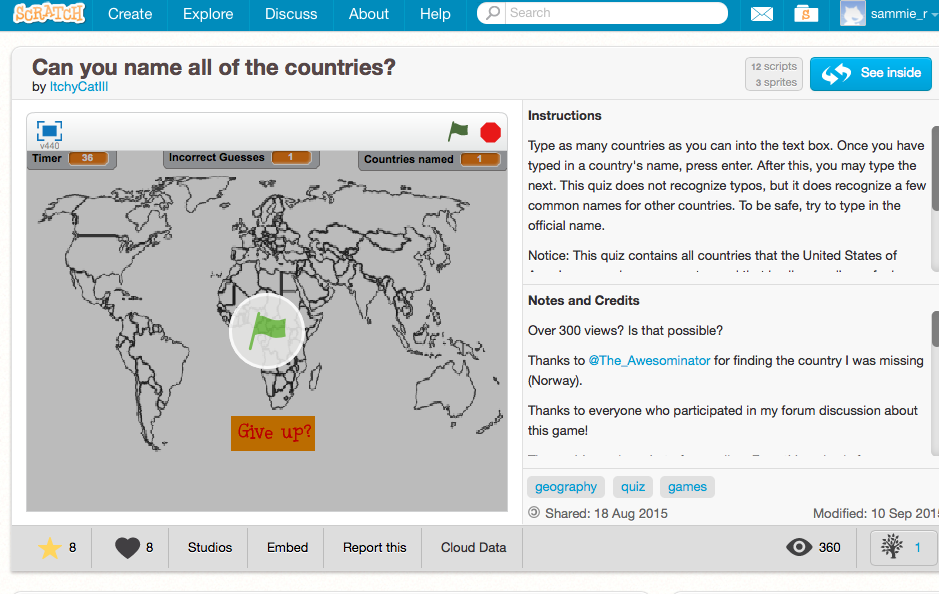 SCRATCH Create Explore Discuss About Help Search sammie_r
Can you name all of the countries?
by ItchyCatIII
12 scripts
3 sprites
See inside
v440
Timer 36 Incorrect Guesses 1 Countries named 1
Give up?
Instructions
Type as many countries as you can into the text box. Once you have
typed in a country's name, press enter. After this, you may type the
next. This quiz does not recognize typos, but it does recognize a few
common names for other countries. To be safe, try to type in the
official name.
Notice: This quiz contains all countries that the United States of
Notes and Credits
Over 300 views? Is that possible?
Thanks to @The_Awesominator for finding the country I was missing
(Norway).
Thanks to everyone who participated in my forum discussion about
this game!
geography quiz games
Shared: 18 Aug 2015 Modified: 10 Sep 201
8 8 Studios Embed Report this Cloud Data 360 1